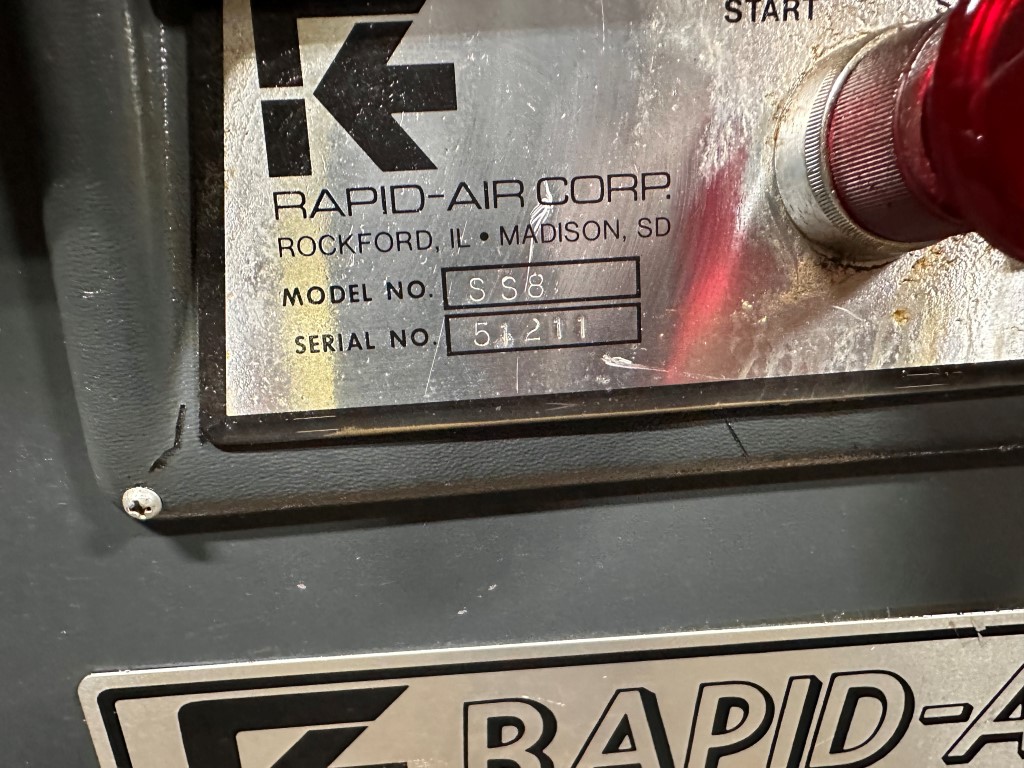 START
RAPID-AIR CORP.
ROCKFORD, IL • MADISON, SD
MODEL NO. SS8
SERIAL NO. 51211
RAPID-A